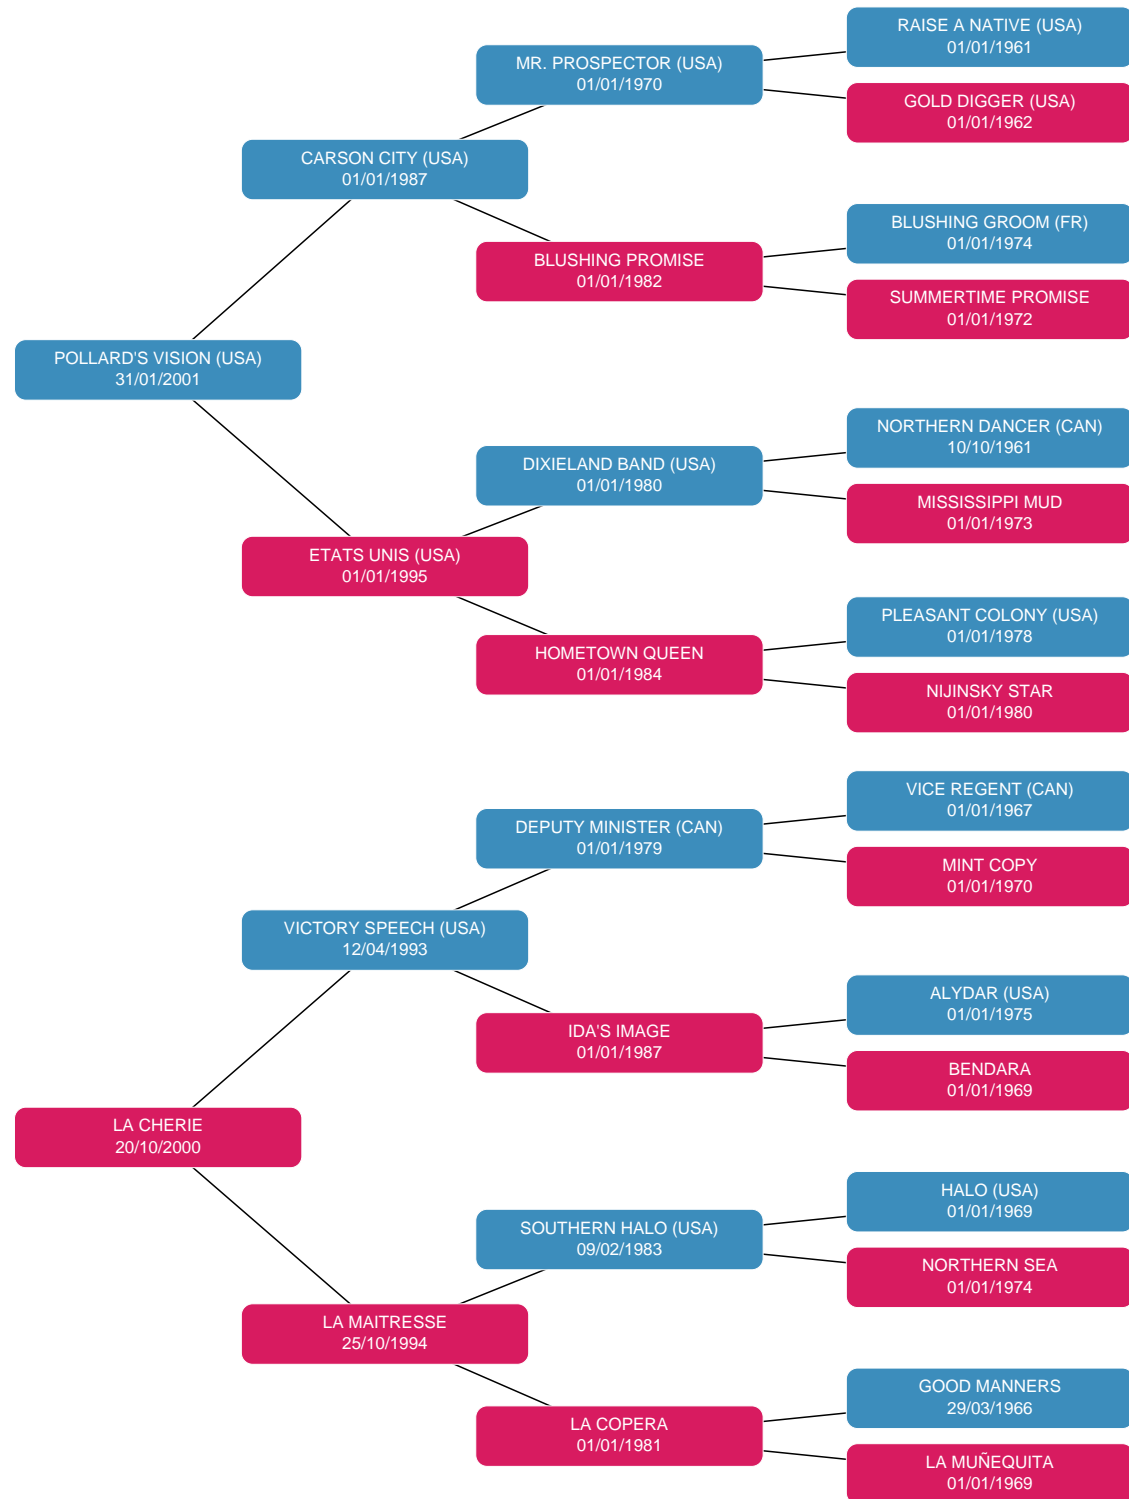 RAISE A NATIVE (USA)
01/01/1961
MR. PROSPECTOR (USA)
01/01/1970
GOLD DIGGER (USA)
01/01/1962
CARSON CITY (USA)
01/01/1987
BLUSHING GROOM (FR)
01/01/1974
BLUSHING PROMISE
01/01/1982
SUMMERTIME PROMISE
01/01/1972
POLLARD'S VISION (USA)
31/01/2001
NORTHERN DANCER (CAN)
10/10/1961
DIXIELAND BAND (USA)
01/01/1980
MISSISSIPPI MUD
01/01/1973
ETATS UNIS (USA)
01/01/1995
PLEASANT COLONY (USA)
01/01/1978
HOMETOWN QUEEN
01/01/1984
NIJINSKY STAR
01/01/1980
VICE REGENT (CAN)
01/01/1967
DEPUTY MINISTER (CAN)
01/01/1979
MINT COPY
01/01/1970
VICTORY SPEECH (USA)
12/04/1993
ALYDAR (USA)
01/01/1975
IDA'S IMAGE
01/01/1987
BENDARA
01/01/1969
LA CHERIE
20/10/2000
HALO (USA)
01/01/1969
SOUTHERN HALO (USA)
09/02/1983
NORTHERN SEA
01/01/1974
LA MAITRESSE
25/10/1994
GOOD MANNERS
29/03/1966
LA COPERA
01/01/1981
LA MUÑEQUITA
01/01/1969